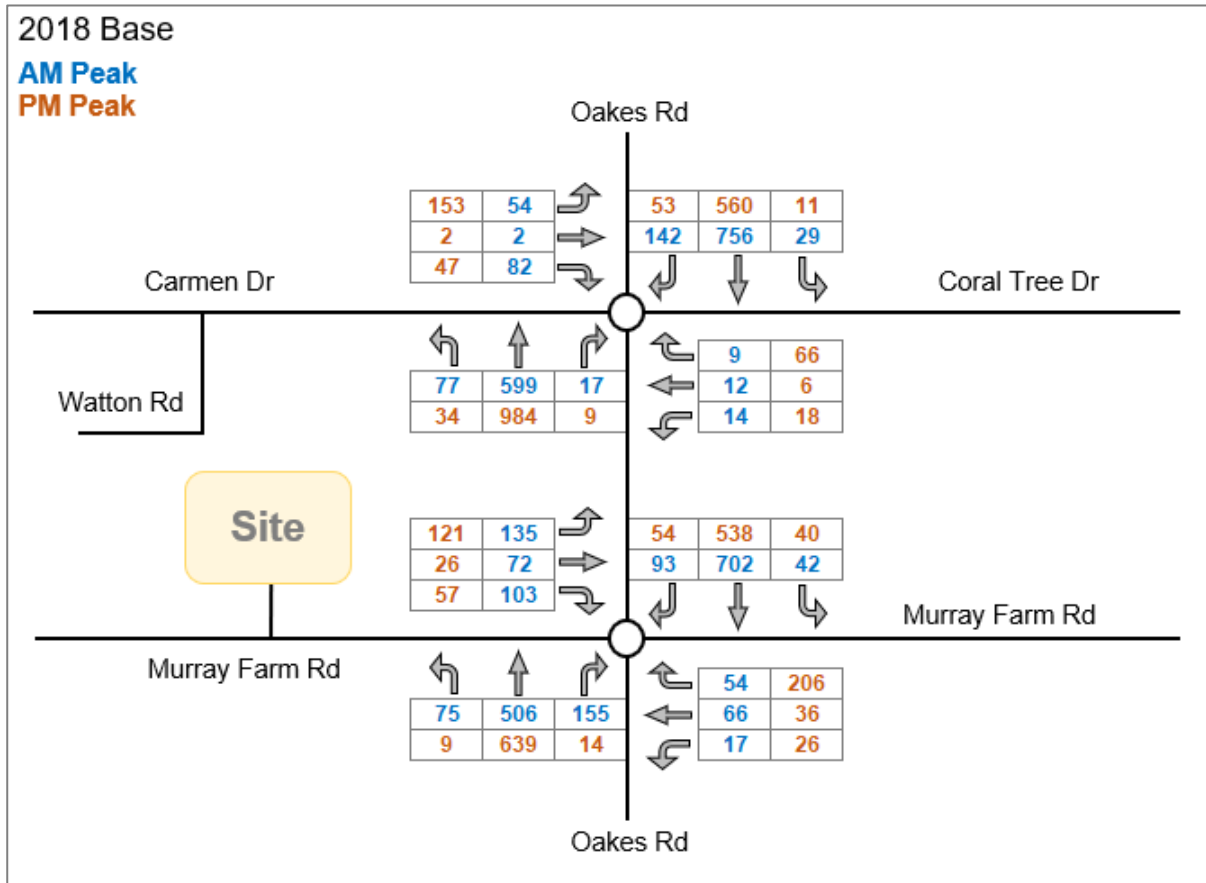 2018 Base
AM Peak
PM Peak
Oakes Rd
153 54
2 2
47 82
53 560 11
142 756 29
Carmen Dr
Coral Tree Dr
77 599 17
34 984 9
9 66
12 6
14 18
Watton Rd
Site
121 135
26 72
57 103
54 538 40
93 702 42
Murray Farm Rd
Murray Farm Rd
75 506 155
9 639 14
54 206
66 36
17 26
Oakes Rd